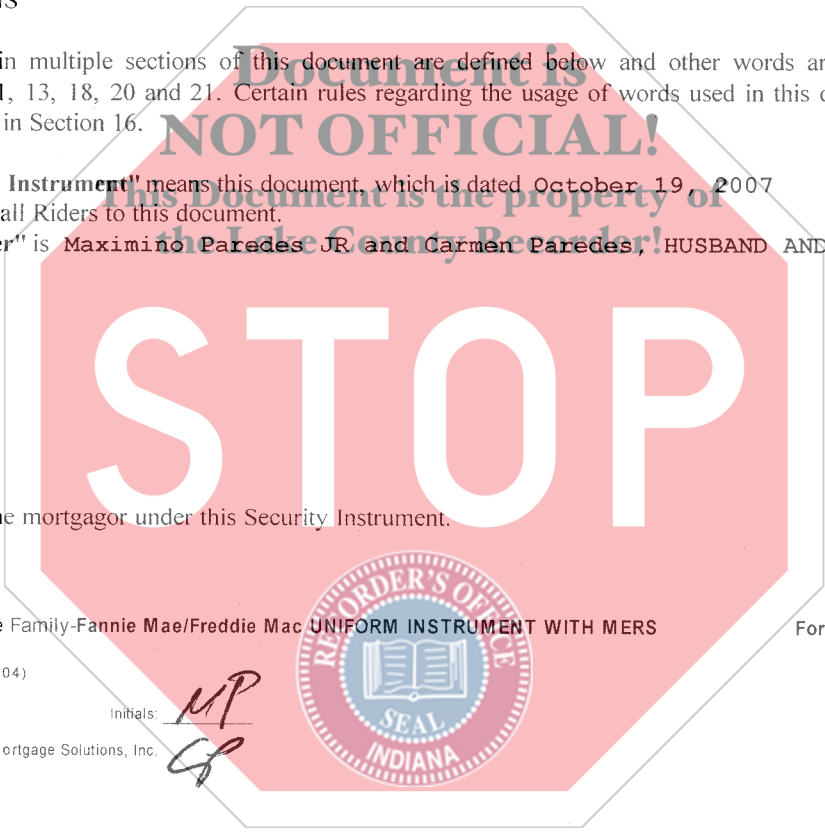 NS
in multiple sections of this document are defined below and other words ar
1, 13, 18, 20 and 21. Certain rules regarding the usage of words used in this
in Section 16.
Instrument" means this document, which is dated October 19, 2007
all Riders to this document.
er" is Maximino Paredes JR and Carmen Paredes, HUSBAND AND
Document is
NOT OFFICIAL!
This Document is the property of
the Lake County Recorder!
STOP
e mortgagor under this Security Instrument.
e Family-Fannie Mae/Freddie Mac UNIFORM INSTRUMENT WITH MERS For
04)
Initials: MP
ortgage Solutions, Inc. CP
RECORDER'S OFFICE
SEAL
INDIANA